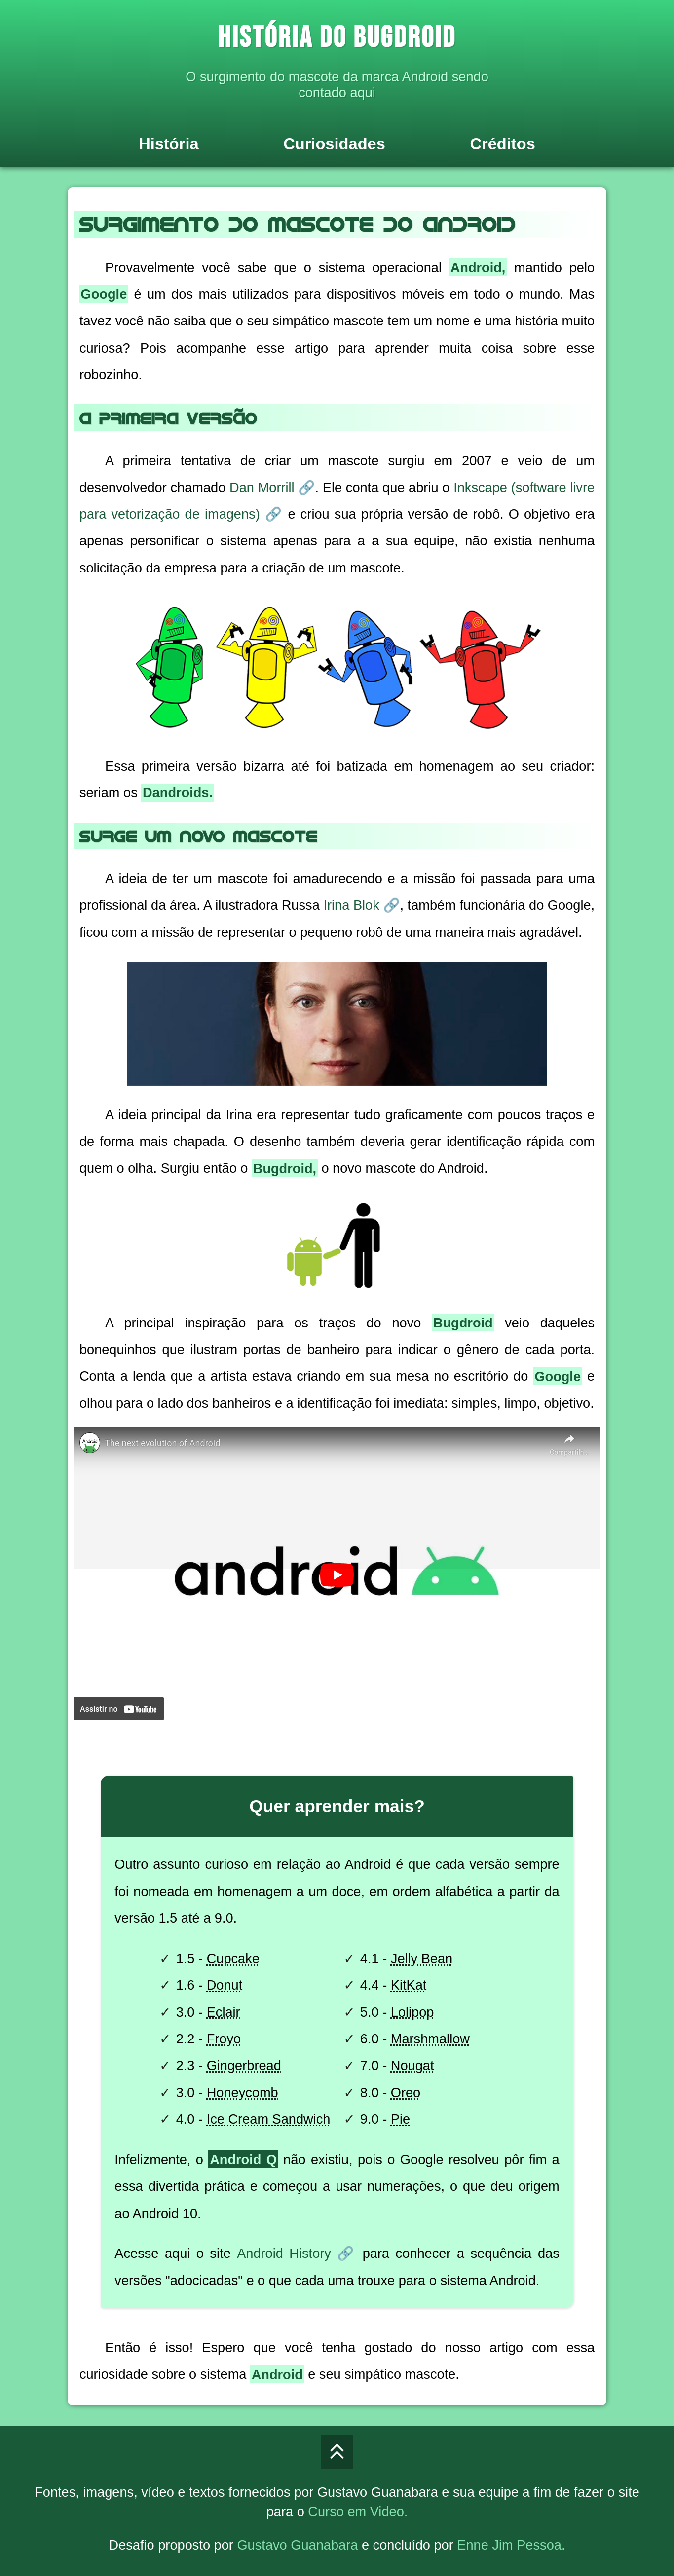 HISTÓRIA DO BUGDROID
O surgimento do mascote da marca Android sendo
contado aqui
História Curiosidades Créditos
SURGIMENTO DO MASCOTE DO ANDROID
Provavelmente você sabe que o sistema operacional Android, mantido pelo
Google é um dos mais utilizados para dispositivos móveis em todo o mundo. Mas
tavez você não saiba que o seu simpático mascote tem um nome e uma história muito
curiosa? Pois acompanhe esse artigo para aprender muita coisa sobre esse
robozinho.
A PRIMEIRA VERSÃO
A primeira tentativa de criar um mascote surgiu em 2007 e veio de um
desenvolvedor chamado Dan Morrill 🔗. Ele conta que abriu o Inkscape (software livre
para vetorização de imagens) 🔗 e criou sua própria versão de robô. O objetivo era
apenas personificar o sistema apenas para a a sua equipe, não existia nenhuma
solicitação da empresa para a criação de um mascote.
Essa primeira versão bizarra até foi batizada em homenagem ao seu criador:
seriam os Dandroids.
SURGE UM NOVO MASCOTE
A ideia de ter um mascote foi amadurecendo e a missão foi passada para uma
profissional da área. A ilustradora Russa Irina Blok 🔗, também funcionária do Google,
ficou com a missão de representar o pequeno robô de uma maneira mais agradável.
A ideia principal da Irina era representar tudo graficamente com poucos traços e
de forma mais chapada. O desenho também deveria gerar identificação rápida com
quem o olha. Surgiu então o Bugdroid, o novo mascote do Android.
A principal inspiração para os traços do novo Bugdroid veio daqueles
bonequinhos que ilustram portas de banheiro para indicar o gênero de cada porta.
Conta a lenda que a artista estava criando em sua mesa no escritório do Google e
olhou para o lado dos banheiros e a identificação foi imediata: simples, limpo, objetivo.
The next evolution of Android
android
Assistir no YouTube
Quer aprender mais?
Outro assunto curioso em relação ao Android é que cada versão sempre
foi nomeada em homenagem a um doce, em ordem alfabética a partir da
versão 1.5 até a 9.0.
✓ 1.5 - Cupcake
✓ 1.6 - Donut
✓ 3.0 - Eclair
✓ 2.2 - Froyo
✓ 2.3 - Gingerbread
✓ 3.0 - Honeycomb
✓ 4.0 - Ice Cream Sandwich
✓ 4.1 - Jelly Bean
✓ 4.4 - KitKat
✓ 5.0 - Lolipop
✓ 6.0 - Marshmallow
✓ 7.0 - Nougat
✓ 8.0 - Oreo
✓ 9.0 - Pie
Infelizmente, o Android Q não existiu, pois o Google resolveu pôr fim a
essa divertida prática e começou a usar numerações, o que deu origem
ao Android 10.
Acesse aqui o site Android History 🔗 para conhecer a sequência das
versões "adocicadas" e o que cada uma trouxe para o sistema Android.
Então é isso! Espero que você tenha gostado do nosso artigo com essa
curiosidade sobre o sistema Android e seu simpático mascote.
Fontes, imagens, vídeo e textos fornecidos por Gustavo Guanabara e sua equipe a fim de fazer o site
para o Curso em Video.
Desafio proposto por Gustavo Guanabara e concluído por Enne Jim Pessoa.